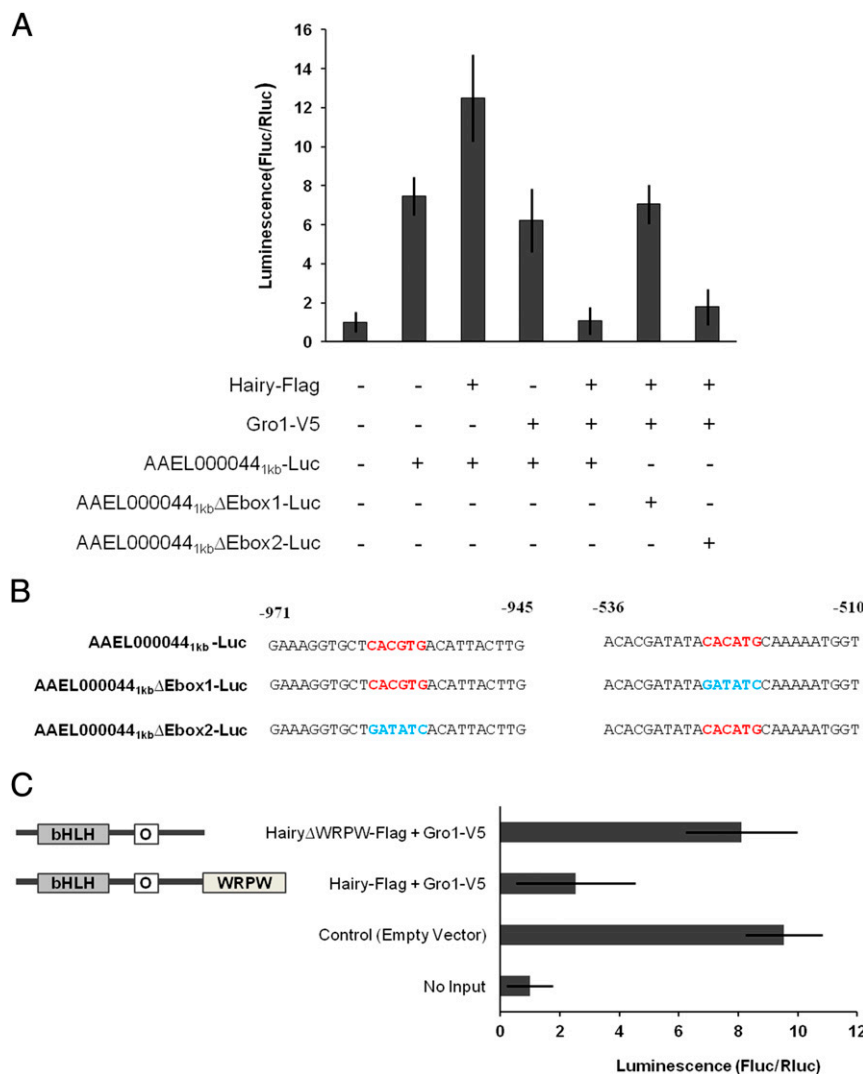 A
Luminescence(Fluc/Rluc)
16
14
12
10
8
6
4
2
0
Hairy-Flag - - + - + + +
Gro1-V5 - - - + + + +
AAEL000044₁kb-Luc - + + + + - -
AAEL000044₁kbΔEbox1-Luc - - - - - + -
AAEL000044₁kbΔEbox2-Luc - - - - - - +
B
-971 -945 -536 -510
AAEL000044₁kb-Luc GAAAGGTGCTCACGTGACATTACTTG ACACGATATACACATGCAAAAATGGT
AAEL000044₁kbΔEbox1-Luc GAAAGGTGCTCACGTGACATTACTTG ACACGATATAGATATCCAAAAATGGT
AAEL000044₁kbΔEbox2-Luc GAAAGGTGCTGATATCACATTACTTG ACACGATATACACATGCAAAAATGGT
C
bHLH O HairyΔWRPW-Flag + Gro1-V5
bHLH O WRPW Hairy-Flag + Gro1-V5
Control (Empty Vector)
No Input
0 2 4 6 8 10 12
Luminescence (Fluc/Rluc)